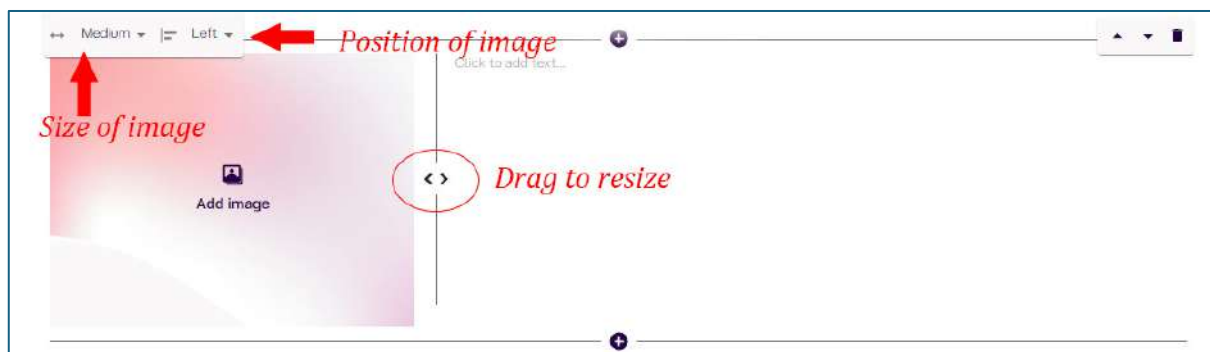 Medium Left
Position of image
Click to add text...
Size of image
Add image
Drag to resize